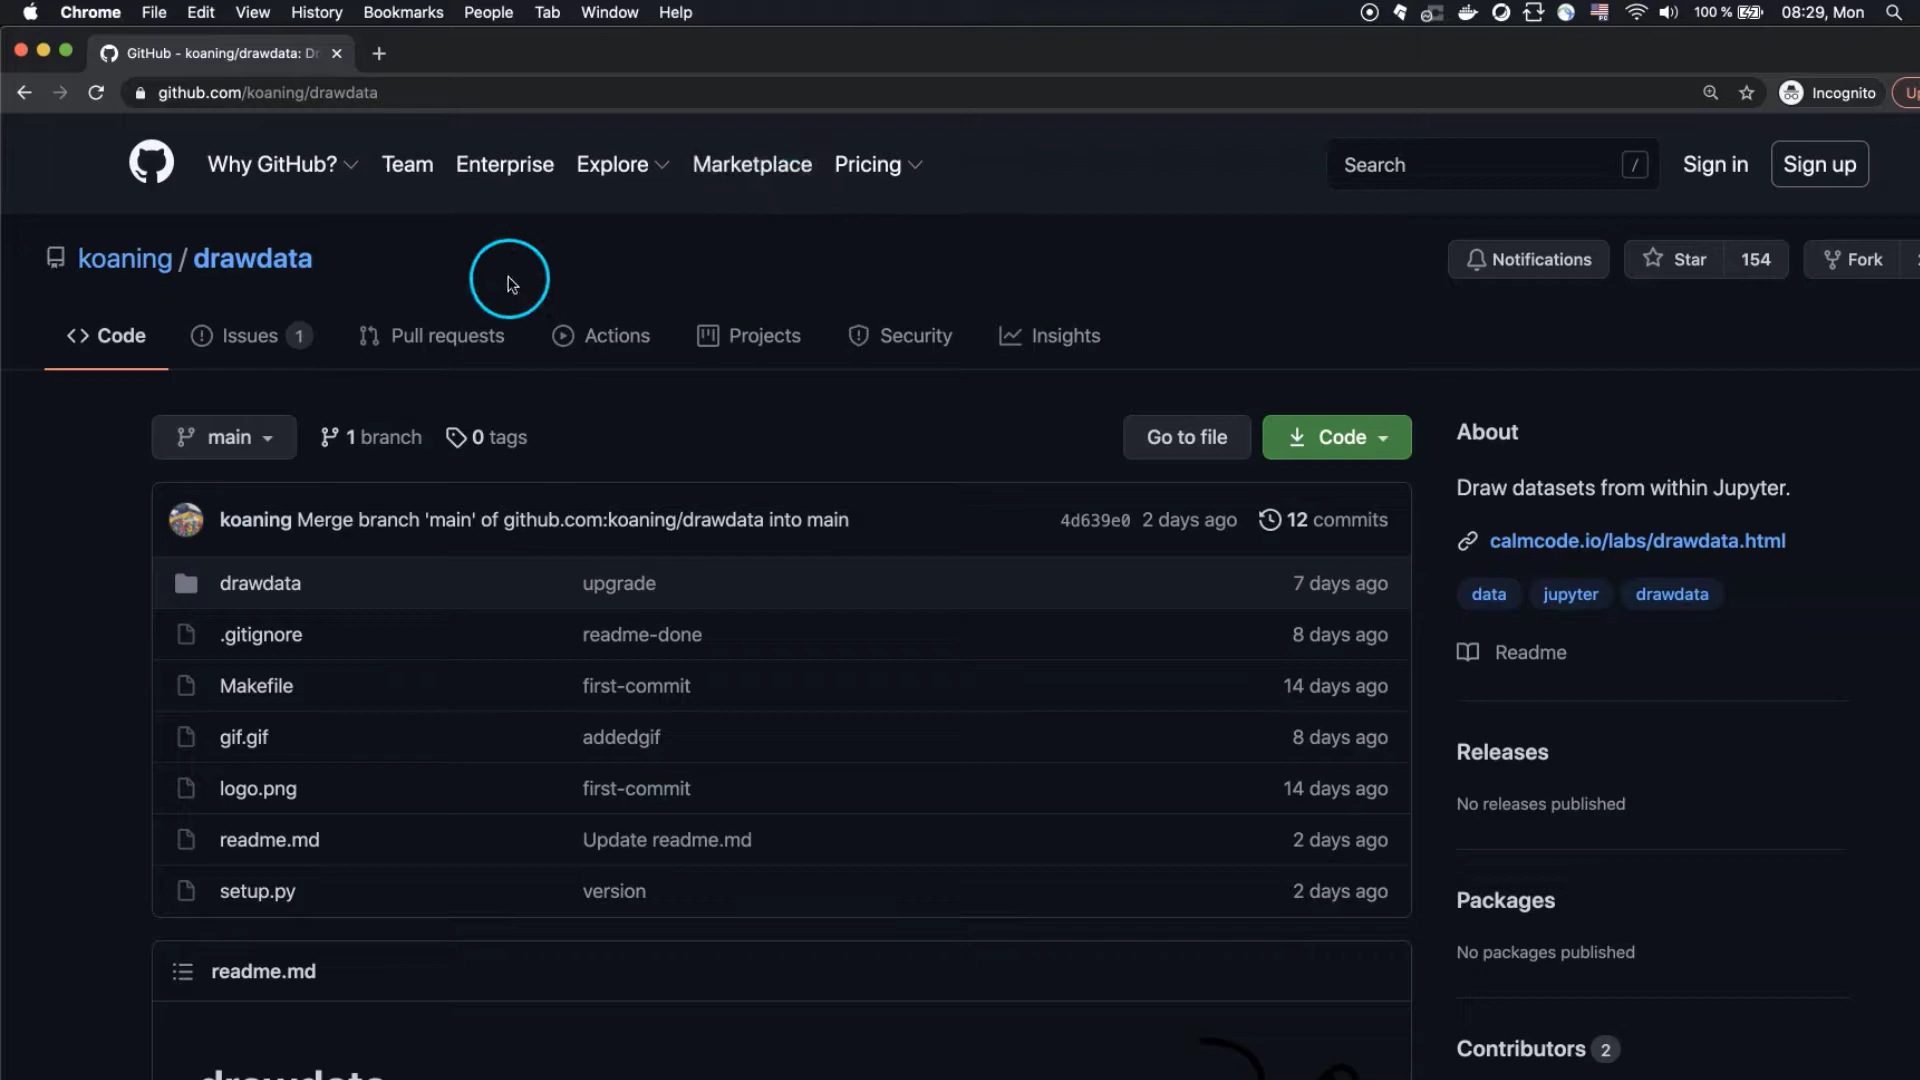 Chrome File Edit View History Bookmarks People Tab Window Help 100 % 08:29, Mon
GitHub - koaning/drawdata: Dr
github.com/koaning/drawdata Incognito
Why GitHub? Team Enterprise Explore Marketplace Pricing Search / Sign in Sign up
koaning / drawdata Notifications Star 154 Fork
Code Issues 1 Pull requests Actions Projects Security Insights
main 1 branch 0 tags Go to file Code
koaning Merge branch 'main' of github.com:koaning/drawdata into main 4d639e0 2 days ago 12 commits
drawdata upgrade 7 days ago
.gitignore readme-done 8 days ago
Makefile first-commit 14 days ago
gif.gif addedgif 8 days ago
logo.png first-commit 14 days ago
readme.md Update readme.md 2 days ago
setup.py version 2 days ago
readme.md
drawdata
About
Draw datasets from within Jupyter.
calmcode.io/labs/drawdata.html
data jupyter drawdata
Readme
Releases
No releases published
Packages
No packages published
Contributors 2